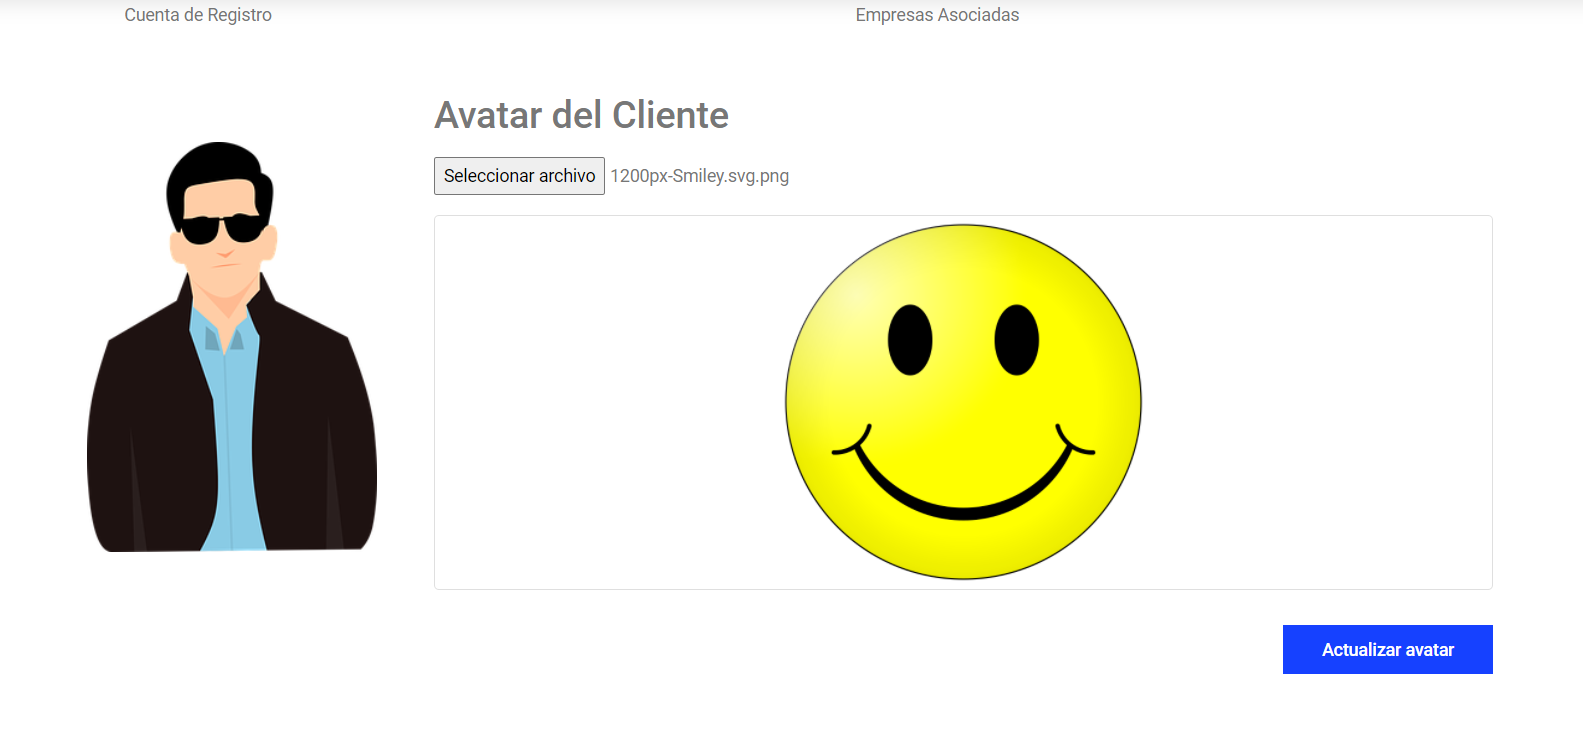 Cuenta de Registro
Empresas Asociadas
Avatar del Cliente
Seleccionar archivo 1200px-Smiley.svg.png
Actualizar avatar